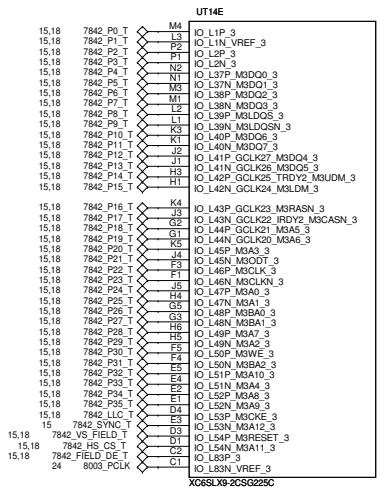 UT14E
15,18 7842_P0_T M4 IO_L1P_3
15,18 7842_P1_T L3 IO_L1N_VREF_3
15,18 7842_P2_T P2 IO_L2P_3
15,18 7842_P3_T P1 IO_L2N_3
15,18 7842_P4_T N2 IO_L37P_M3DQ0_3
15,18 7842_P5_T N1 IO_L37N_M3DQ1_3
15,18 7842_P6_T M3 IO_L38P_M3DQ2_3
15,18 7842_P7_T M1 IO_L38N_M3DQ3_3
15,18 7842_P8_T L2 IO_L39P_M3LDQS_3
15,18 7842_P9_T L1 IO_L39N_M3LDQSN_3
15,18 7842_P10_T K3 IO_L40P_M3DQ6_3
15,18 7842_P11_T K1 IO_L40N_M3DQ7_3
15,18 7842_P12_T J2 IO_L41P_GCLK27_M3DQ4_3
15,18 7842_P13_T J1 IO_L41N_GCLK26_M3DQ5_3
15,18 7842_P14_T H3 IO_L42P_GCLK25_TRDY2_M3UDM_3
15,18 7842_P15_T H1 IO_L42N_GCLK24_M3LDM_3
15,18 7842_P16_T K4 IO_L43P_GCLK23_M3RASN_3
15,18 7842_P17_T J3 IO_L43N_GCLK22_IRDY2_M3CASN_3
15,18 7842_P18_T G2 IO_L44P_GCLK21_M3A5_3
15,18 7842_P19_T G1 IO_L44N_GCLK20_M3A6_3
15,18 7842_P20_T K5 IO_L45P_M3A3_3
15,18 7842_P21_T J4 IO_L45N_M3ODT_3
15,18 7842_P22_T F3 IO_L46P_M3CLK_3
15,18 7842_P23_T F1 IO_L46N_M3CLKN_3
15,18 7842_P24_T J5 IO_L47P_M3A0_3
15,18 7842_P25_T H4 IO_L47N_M3A1_3
15,18 7842_P26_T G5 IO_L48P_M3BA0_3
15,18 7842_P27_T G3 IO_L48N_M3BA1_3
15,18 7842_P28_T H6 IO_L49P_M3A7_3
15,18 7842_P29_T H5 IO_L49N_M3A2_3
15,18 7842_P30_T F5 IO_L50P_M3WE_3
15,18 7842_P31_T F4 IO_L50N_M3BA2_3
15,18 7842_P32_T E5 IO_L51P_M3A10_3
15,18 7842_P33_T E4 IO_L51N_M3A4_3
15,18 7842_P34_T E2 IO_L52P_M3A8_3
15,18 7842_P35_T E1 IO_L52N_M3A9_3
15,18 7842_LLC_T D4 IO_L53P_M3CKE_3
15 7842_SYNC_T E3 IO_L53N_M3A12_3
15,18 7842_VS_FIELD_T D3 IO_L54P_M3RESET_3
15,18 7842_HS_CS_T D1 IO_L54N_M3A11_3
15,18 7842_FIELD_DE_T C2 IO_L83P_3
24 8003_PCLK C1 IO_L83N_VREF_3
XC6SLX9-2CSG225C